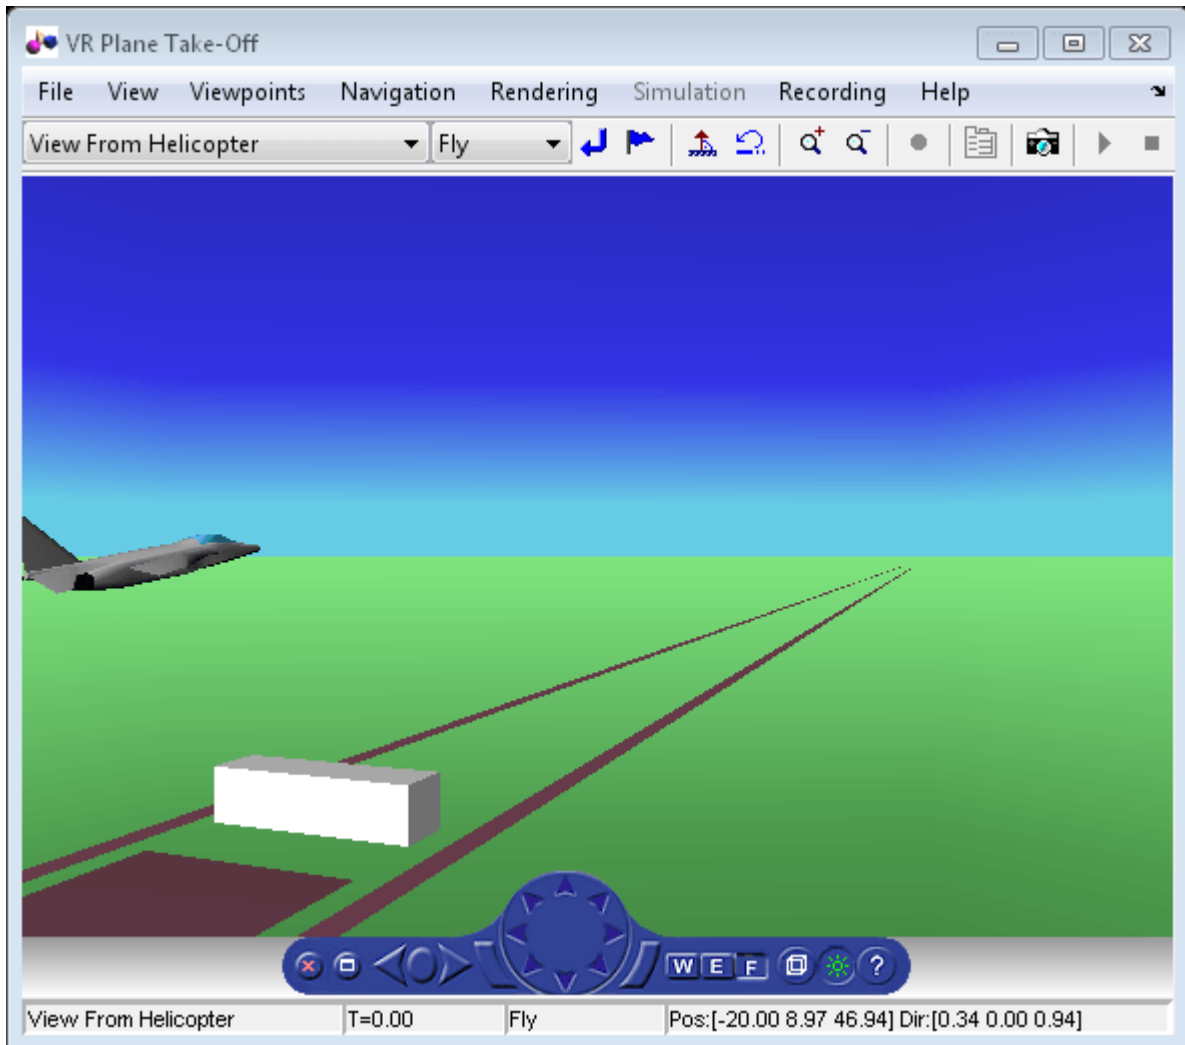 VR Plane Take-Off
File View Viewpoints Navigation Rendering Simulation Recording Help
View From Helicopter Fly
W E F ?
View From Helicopter T=0.00 Fly Pos:[-20.00 8.97 46.94] Dir:[0.34 0.00 0.94]